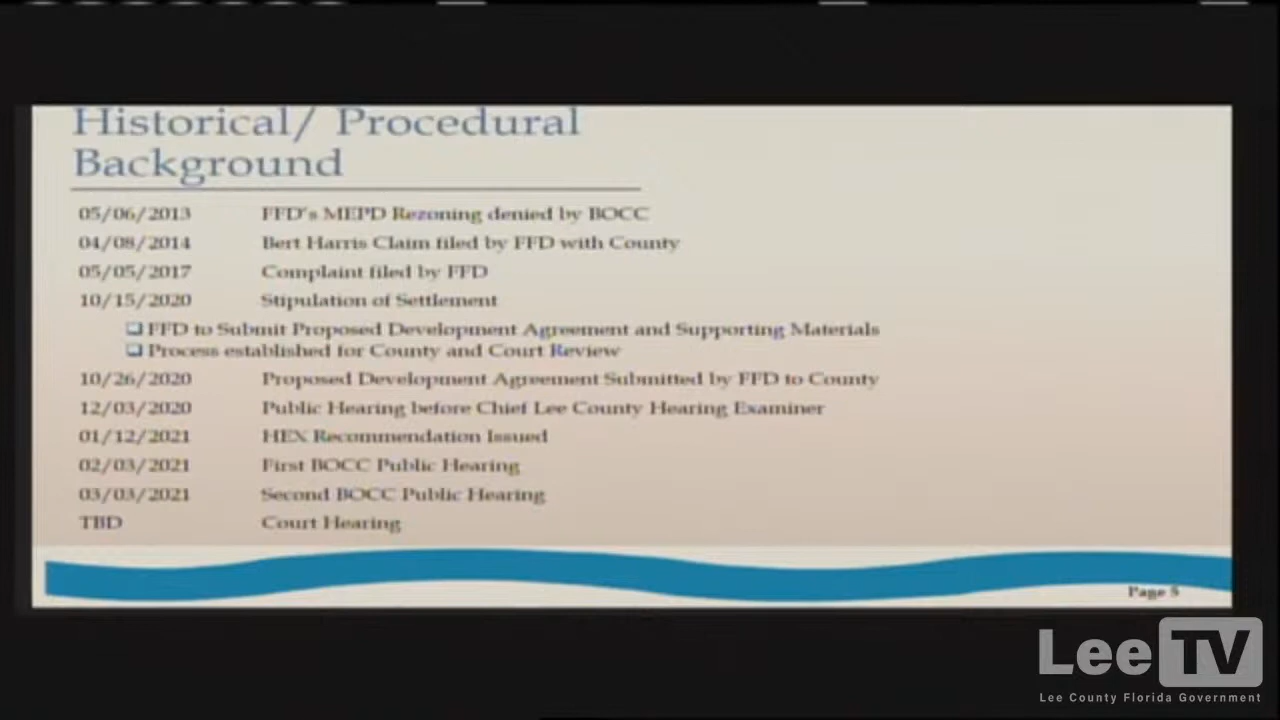 Historical/ Procedural
Background
05/06/2013 FFD's MEPD Rezoning denied by BOCC
04/08/2014 Bert Harris Claim filed by FFD with County
05/05/2017 Complaint filed by FFD
10/15/2020 Stipulation of Settlement
FFD to Submit Proposed Development Agreement and Supporting Materials
Process established for County and Court Review
10/26/2020 Proposed Development Agreement Submitted by FFD to County
12/03/2020 Public Hearing before Chief Lee County Hearing Examiner
01/12/2021 HEX Recommendation Issued
02/03/2021 First BOCC Public Hearing
03/03/2021 Second BOCC Public Hearing
TBD Court Hearing
Page 5
Lee TV
Lee County Florida Government